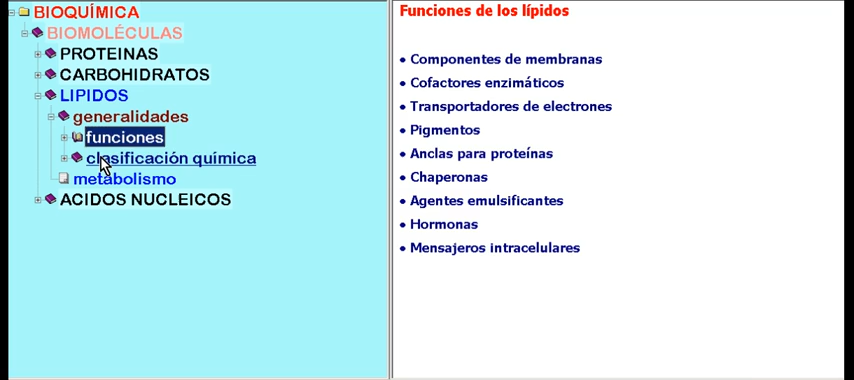 BIOQUÍMICA
BIOMOLÉCULAS
PROTEINAS
CARBOHIDRATOS
LIPIDOS
generalidades
funciones
clasificación química
metabolismo
ACIDOS NUCLEICOS
Funciones de los lípidos
• Componentes de membranas
• Cofactores enzimáticos
• Transportadores de electrones
• Pigmentos
• Anclas para proteínas
• Chaperonas
• Agentes emulsificantes
• Hormonas
• Mensajeros intracelulares